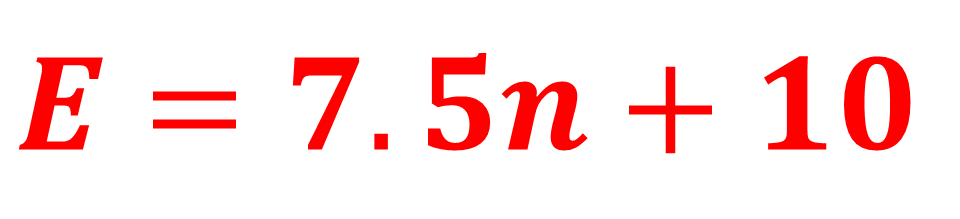 E = 7.5n + 10